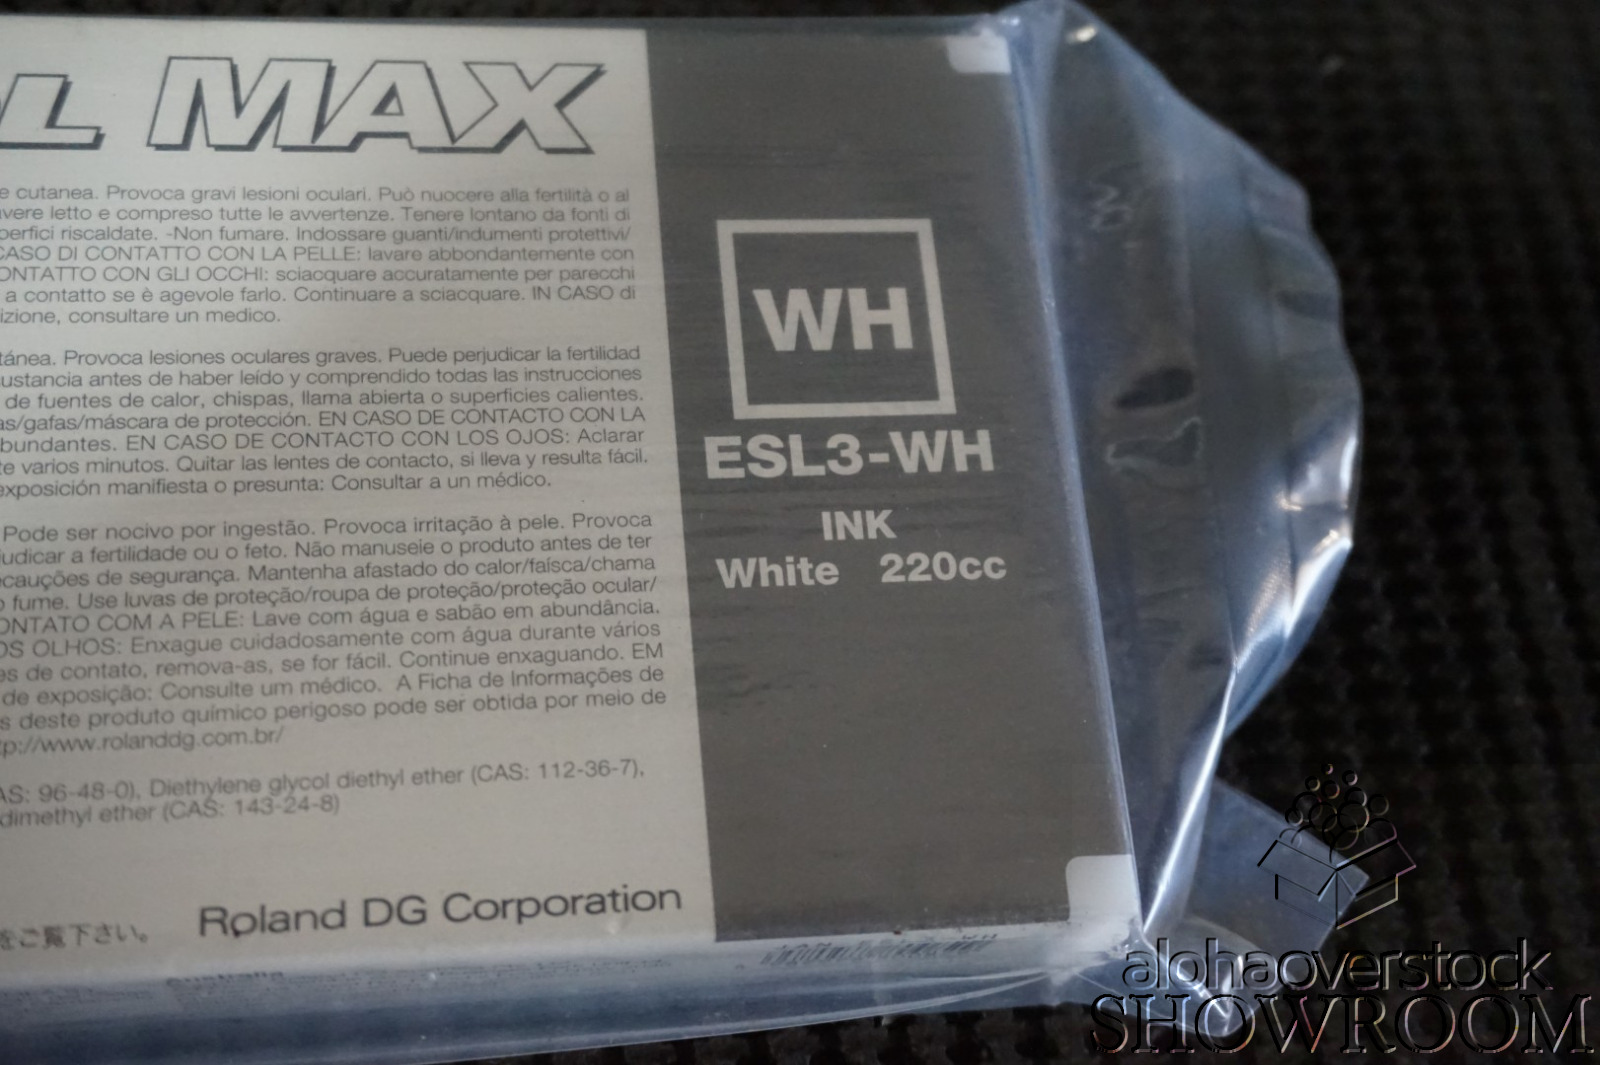 MAX
e cutanea. Provoca gravi lesioni oculari. Può nuocere alla fertilità o al
avere letto e compreso tutte le avvertenze. Tenere lontano da fonti di
perfici riscaldate. -Non fumare. Indossare guanti/indumenti protettivi/
CASO DI CONTATTO CON LA PELLE: lavare abbondantemente con
ONTATTO CON GLI OCCHI: sciacquare accuratamente per parecchi
a contatto se è agevole farlo. Continuare a sciacquare. IN CASO di
izione, consultare un medico.
tánea. Provoca lesiones oculares graves. Puede perjudicar la fertilidad
ustancia antes de haber leído y comprendido todas las instrucciones
de fuentes de calor, chispas, llama abierta o superficies calientes.
as/gafas/máscara de protección. EN CASO DE CONTACTO CON LA
bundantes. EN CASO DE CONTACTO CON LOS OJOS: Aclarar
te varios minutos. Quitar las lentes de contacto, si lleva y resulta fácil.
exposición manifiesta o presunta: Consultar a un médico.
Pode ser nocivo por ingestão. Provoca irritação à pele. Provoca
judicar a fertilidade ou o feto. Não manuseie o produto antes de ter
ecauções de segurança. Mantenha afastado do calor/faísca/chama
o fume. Use luvas de proteção/roupa de proteção/proteção ocular/
ONTATO COM A PELE: Lave com água e sabão em abundância.
OS OLHOS: Enxague cuidadosamente com água durante vários
es de contato, remova-as, se for fácil. Continue enxaguando. EM
de exposição: Consulte um médico. A Ficha de Informações de
s deste produto químico perigoso pode ser obtida por meio de
tp://www.rolanddg.com.br/
AS: 96-48-0), Diethylene glycol diethyl ether (CAS: 112-36-7),
dimethyl ether (CAS: 143-24-8)
をご覧下さい。 Roland DG Corporation
WH
ESL3-WH
INK
White 220cc
alohaoverstock
SHOWROOM